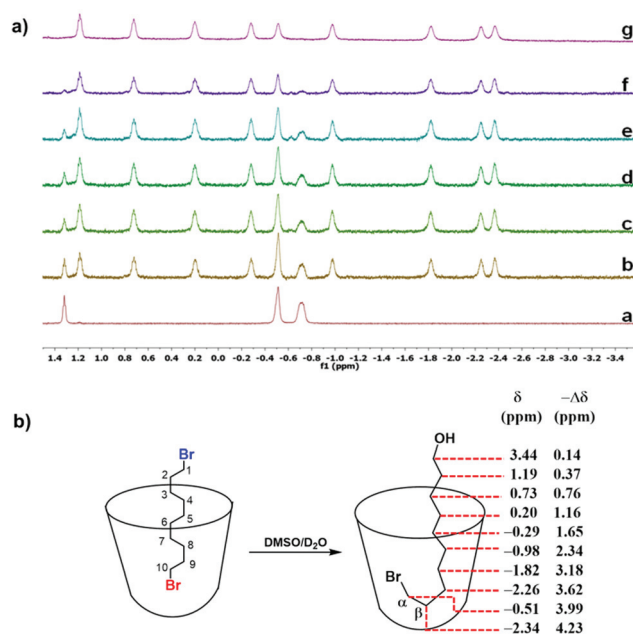 a)
g
f
e
d
c
b
a
1.4 1.2 1.0 0.8 0.6 0.4 0.2 0.0 -0.2 -0.4 -0.6 -0.8 -1.0 -1.2 -1.4 -1.6 -1.8 -2.0 -2.2 -2.4 -2.6 -2.8 -3.0 -3.2 -3.4
f1 (ppm)
b)
δ −Δδ
(ppm) (ppm)
Br
1
2
3
4
5
6
7
8
9
10
Br
DMSO/D2O
OH
Br
α
β
3.44 0.14
1.19 0.37
0.73 0.76
0.20 1.16
−0.29 1.65
−0.98 2.34
−1.82 3.18
−2.26 3.62
−0.51 3.99
−2.34 4.23